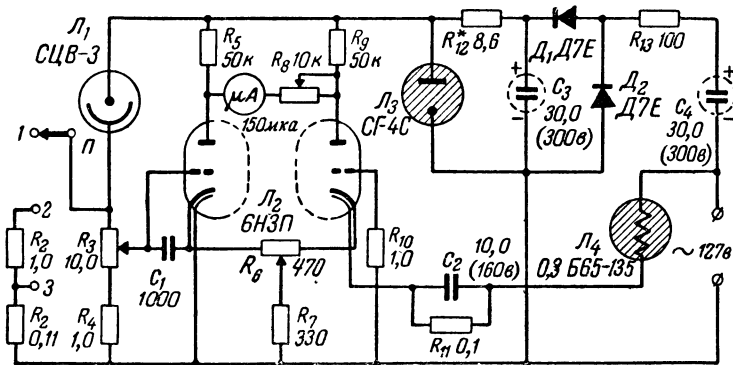 Л₁
СЦВ-3
R₅
50к
R₈ 10к
R₉
50к
μА
150мка
R*₁₂ 8,6
Д₁ Д7Е
R₁₃ 100
+
C₃
30,0
(300в)
−
Д₂
Д7Е
+
C₄
30,0
(300в)
−
Л₃
СГ-4С
1
П
2
R₂
1,0
3
R₂
0,11
R₃
10,0
R₄
1,0
C₁
1000
Л₂
6Н3П
R₆
470
R₇
330
R₁₀
1,0
C₂
10,0
(160в)
R₁₁ 0,1
Л₄
0,3 Б65-135
~127в